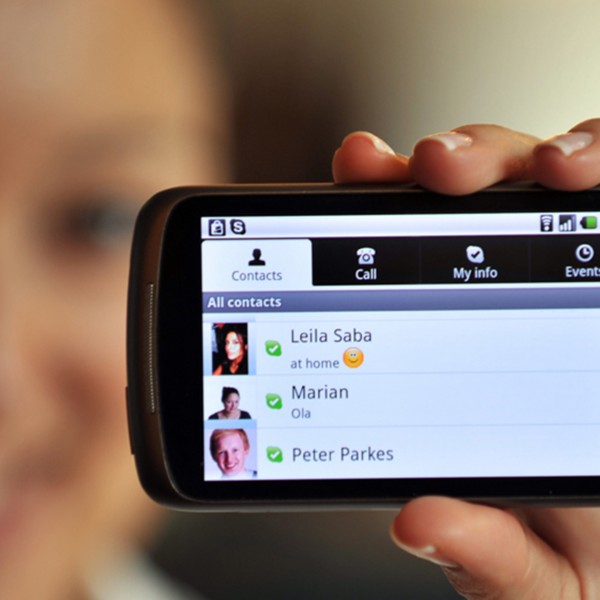 Contacts
Call
My info
Events
All contacts
Leila Saba
at home
Marian
Ola
Peter Parkes